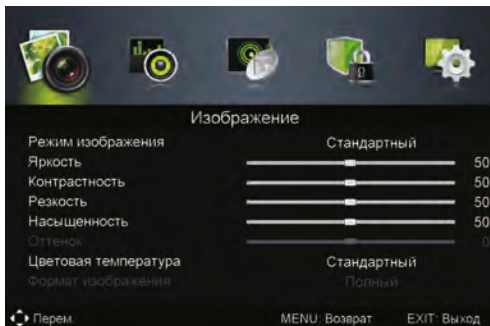 Изображение
Режим изображения Стандартный
Яркость 50
Контрастность 50
Резкость 50
Насыщенность 50
Оттенок 0
Цветовая температура Стандартный
Формат изображения Полный
Перем. MENU: Возврат EXIT: Выход